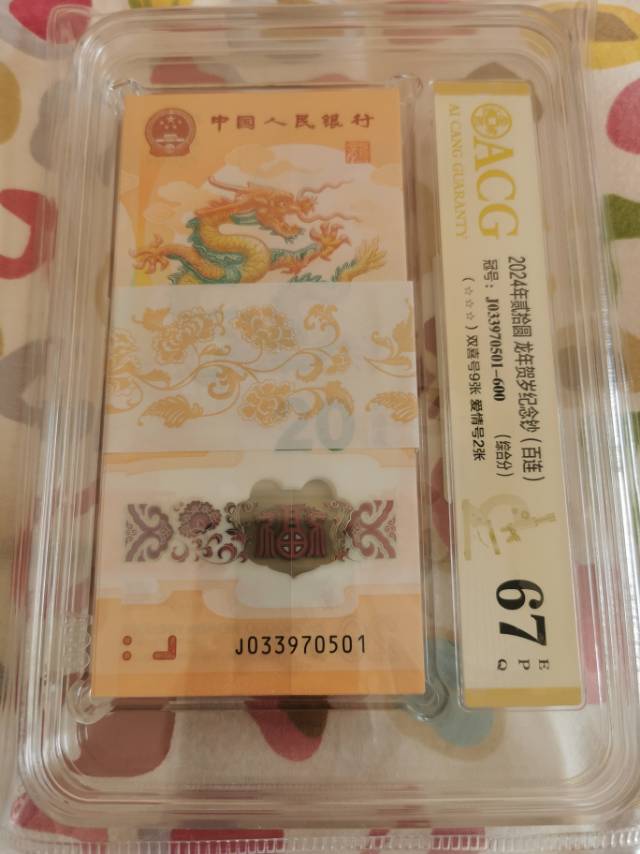 中国人民银行
20
J033970501
ACG
AI CANG GUARANTY
2024年贰拾圆 龙年贺岁纪念钞（百连）
冠号：J033970501-600 （综合分）
（☆☆☆）双喜号9张 爱情号2张
67
E
P
Q